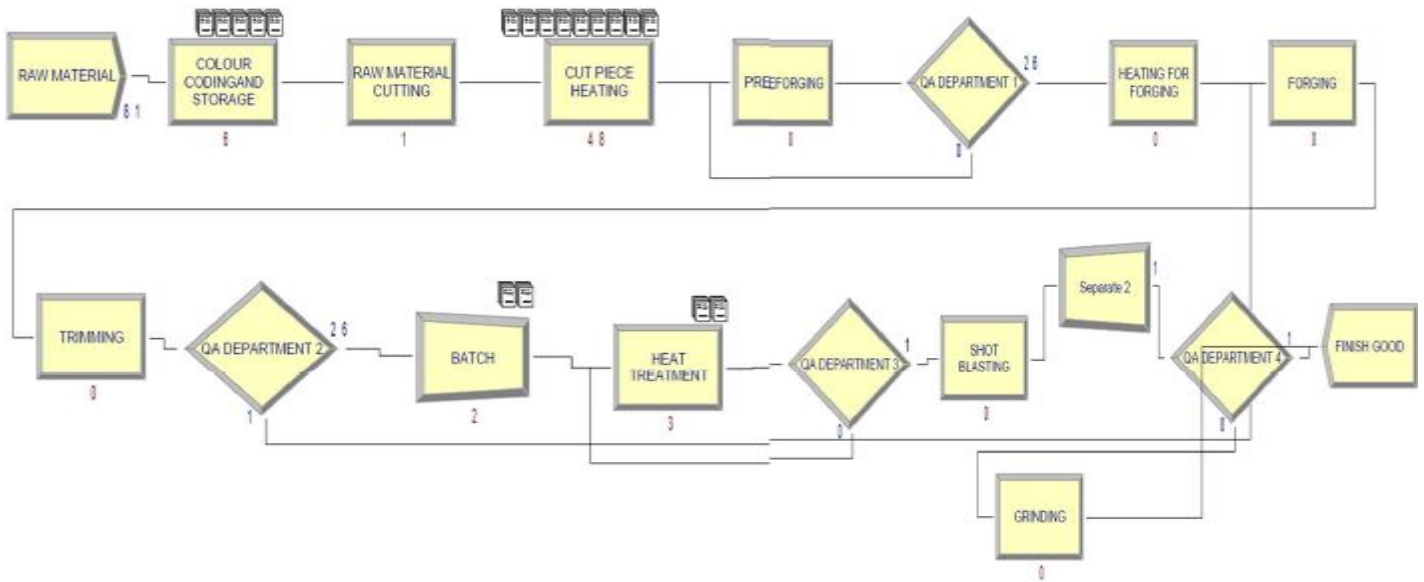 RAW MATERIAL
8 1
COLOUR
CODINGAND
STORAGE
6
RAW MATERIAL
CUTTING
1
CUT PIECE
HEATING
4 8
PREEFORGING
0
QA DEPARTMENT 1
2 6
0
HEATING FOR
FORGING
0
FORGING
0
TRIMMING
0
QA DEPARTMENT 2
2 6
1
BATCH
2
HEAT
TREATMENT
3
QA DEPARTMENT 3
1
0
SHOT
BLASTING
0
Separate 2
1
QA DEPARTMENT 4
1
0
FINISH GOOD
GRINDING
0